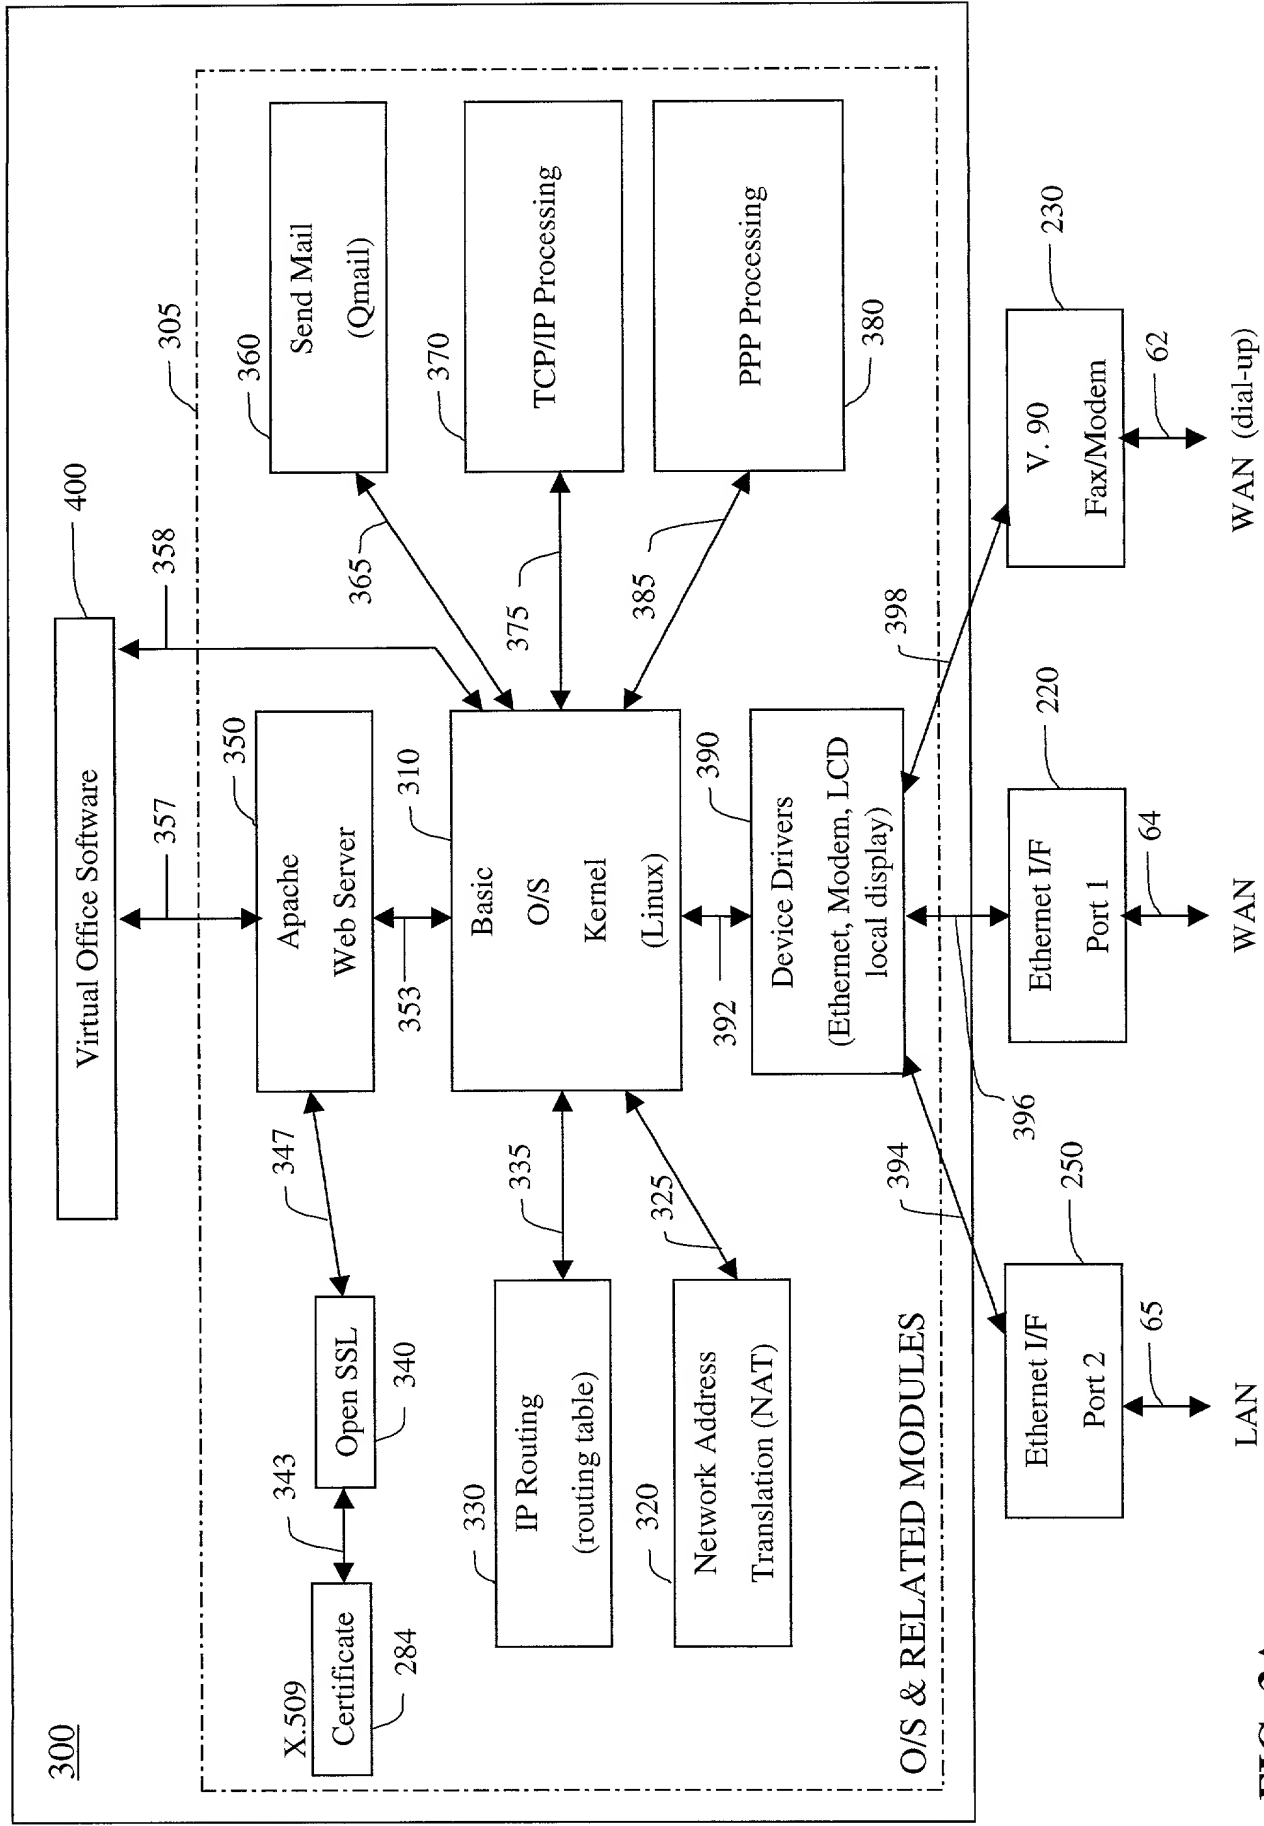 300
Virtual Office Software
400
357
358
305
X.509
Certificate
284
343
Open SSL
340
347
350
Apache
Web Server
360
Send Mail
(Qmail)
353
365
310
Basic
O/S
Kernel
(Linux)
330
IP Routing
(routing table)
335
370
TCP/IP Processing
375
320
Network Address
Translation (NAT)
325
385
PPP Processing
380
392
390
Device Drivers
(Ethernet, Modem, LCD
local display)
O/S & RELATED MODULES
394
396
398
250
Ethernet I/F
Port 2
220
Ethernet I/F
Port 1
230
V. 90
Fax/Modem
65
64
62
LAN
WAN
WAN (dial-up)